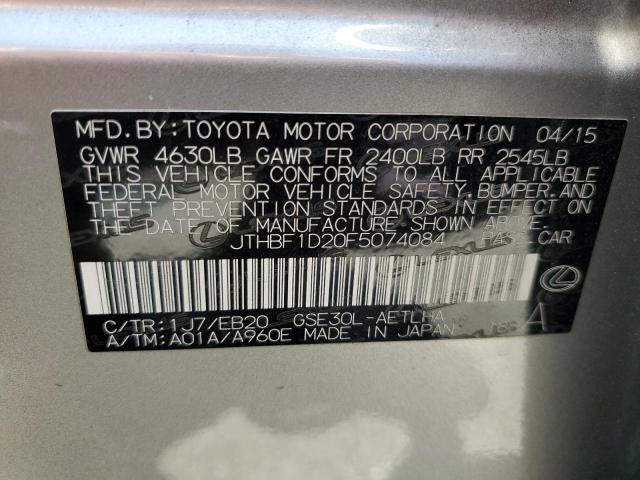 MFD.BY:TOYOTA MOTOR CORPORATION 04/15
GVWR 4630LB GAWR FR 2400LB RR 2545LB
THIS VEHICLE CONFORMS TO ALL APPLICABLE
FEDERAL MOTOR VEHICLE SAFETY,BUMPER,AND
THEFT PREVENTION STANDARDS IN EFFECT ON
THE DATE OF MANUFACTURE SHOWN ABOVE.
JTHBF1D20F5074084 PASS.CAR
C/TR:1J7/EB20 GSE30L-AETLHA
A/TM:A01A/A960E MADE IN JAPAN
A